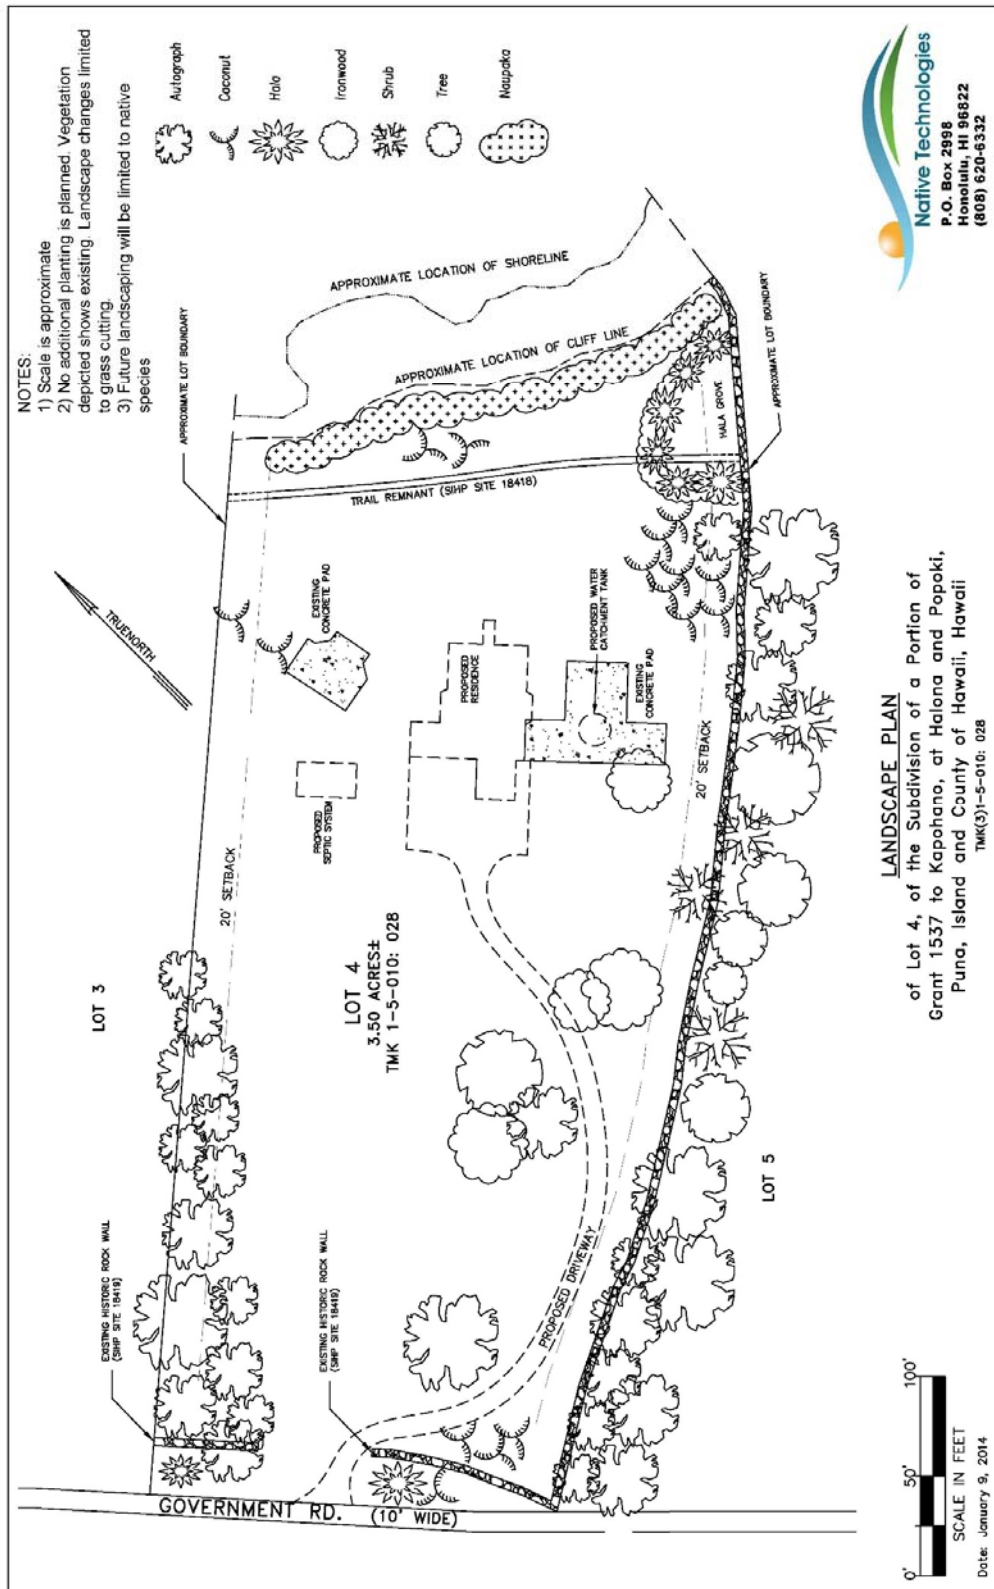 NOTES:
1) Scale is approximate
2) No additional planting is planned. Vegetation
depicted shows existing. Landscape changes limited
to grass cutting.
3) Future landscaping will be limited to native
species
Autograph
Coconut
Hala
Ironwood
Shrub
Tree
Naupaka
APPROXIMATE LOT BOUNDARY
APPROXIMATE LOCATION OF SHORELINE
APPROXIMATE LOCATION OF CLIFF LINE
TRAIL REMNANT (SIHP SITE 18418)
HALA GROVE
APPROXIMATE LOT BOUNDARY
TRUENORTH
EXISTING
CONCRETE PAD
PROPOSED
RESIDENCE
PROPOSED WATER
CATCHMENT TANK
EXISTING
CONCRETE PAD
PROPOSED
SEPTIC SYSTEM
20' SETBACK
20' SETBACK
LOT 3
LOT 4
3.50 ACRES±
TMK 1-5-010: 028
LOT 5
EXISTING HISTORIC ROCK WALL
(SIHP SITE 18419)
EXISTING HISTORIC ROCK WALL
(SIHP SITE 18419)
PROPOSED DRIVEWAY
GOVERNMENT RD. (10' WIDE)
0' 50' 100'
SCALE IN FEET
Date: January 9, 2014
LANDSCAPE PLAN
of Lot 4, of the Subdivision of a Portion of
Grant 1537 to Kapohano, at Halona and Popoki,
Puna, Island and County of Hawaii, Hawaii
TMK(3)1-5-010: 028
Native Technologies
P.O. Box 2998
Honolulu, HI 96822
(808) 620-6332